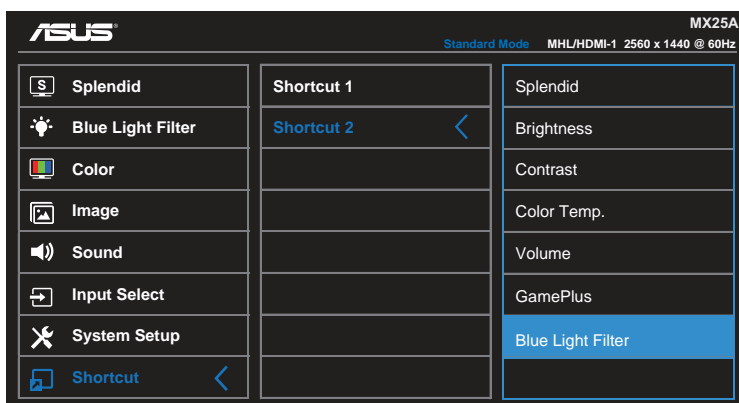 ASUS®
MX25A
Standard Mode MHL/HDMI-1 2560 x 1440 @ 60Hz
S Splendid
Blue Light Filter
Color
Image
Sound
Input Select
System Setup
Shortcut
Shortcut 1
Shortcut 2
Splendid
Brightness
Contrast
Color Temp.
Volume
GamePlus
Blue Light Filter